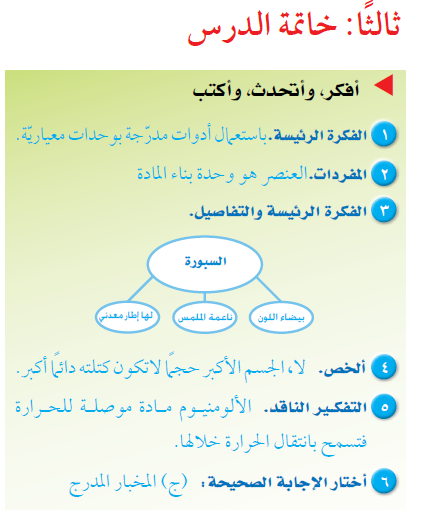 ثالثًا: خاتمة الدرس
أفكر، وأتحدث، وأكتب
١ الفكرة الرئيسة. باستعمال أدوات مدرّجة بوحدات معياريّة.
٢ المفردات. العنصر هو وحدة بناء المادة
٣ الفكرة الرئيسة والتفاصيل.
السبورة
بيضاء اللون
ناعمة الملمس
لها إطار معدني
٤ ألخص. لا، الجسم الأكبر حجمًا لا تكون كتلته دائمًا أكبر.
٥ التفكير الناقد. الألومنيوم مادة موصلة للحرارة
فتسمح بانتقال الحرارة خلالها.
٦ أختار الإجابة الصحيحة: (ج) المخبار المدرج